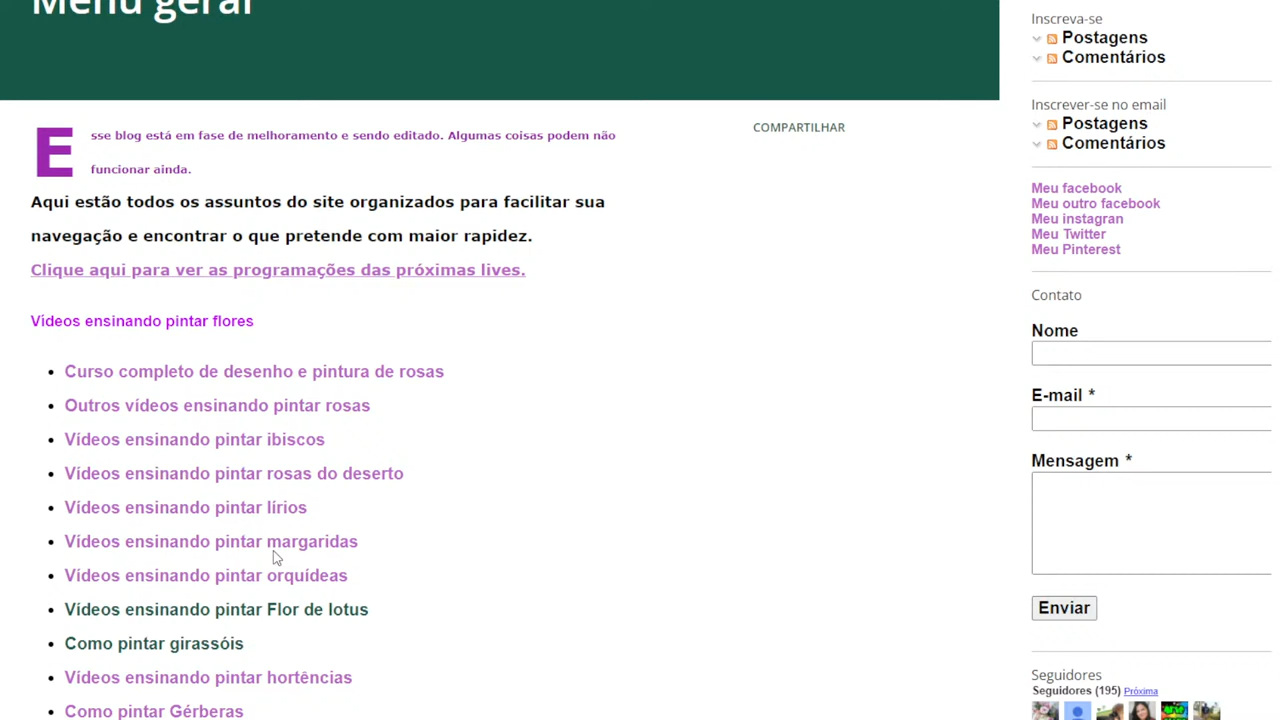 Menu geral
Esse blog está em fase de melhoramento e sendo editado. Algumas coisas podem não
funcionar ainda.
Aqui estão todos os assuntos do site organizados para facilitar sua
navegação e encontrar o que pretende com maior rapidez.
Clique aqui para ver as programações das próximas lives.
Vídeos ensinando pintar flores
Curso completo de desenho e pintura de rosas
Outros vídeos ensinando pintar rosas
Vídeos ensinando pintar ibiscos
Vídeos ensinando pintar rosas do deserto
Vídeos ensinando pintar lírios
Vídeos ensinando pintar margaridas
Vídeos ensinando pintar orquídeas
Vídeos ensinando pintar Flor de lotus
Como pintar girassóis
Vídeos ensinando pintar hortências
Como pintar Gérberas
COMPARTILHAR
Inscreva-se
Postagens
Comentários
Inscrever-se no email
Postagens
Comentários
Meu facebook
Meu outro facebook
Meu instagran
Meu Twitter
Meu Pinterest
Contato
Nome
E-mail *
Mensagem *
Enviar
Seguidores
Seguidores (195) Próxima